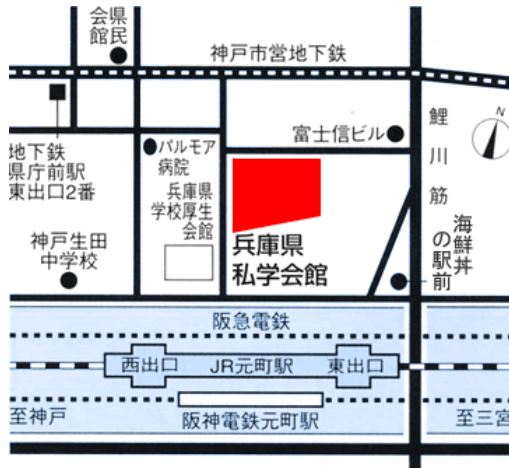 県民
会館
神戸市営地下鉄
富士信ビル
鯉川筋
N
地下鉄
県庁前駅
東出口2番
パルモア
病院
兵庫県
学校厚生
会館
兵庫県
私学会館
神戸生田
中学校
海鮮丼
の駅前
阪急電鉄
西出口
JR元町駅
東出口
至神戸
阪神電鉄元町駅
至三宮